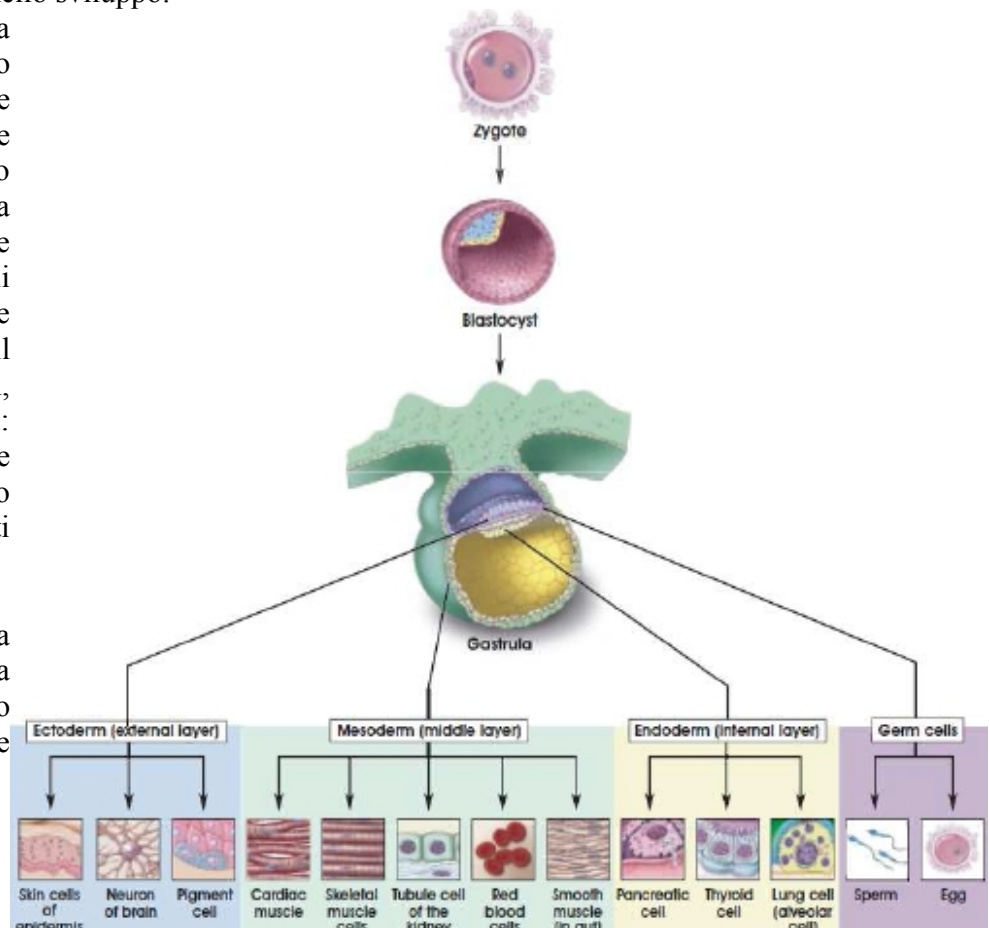 sviluppo.
Zygote
Blastocyst
Gastrula
Ectoderm (external layer) Mesoderm (middle layer) Endoderm (internal layer) Germ cells
Skin cells of epidermis
Neuron of brain
Pigment cell
Cardiac muscle
Skeletal muscle cells
Tubule cell of the kidney
Red blood cells
Smooth muscle (in gut)
Pancreatic cell
Thyroid cell
Lung cell (alveolar cell)
Sperm
Egg